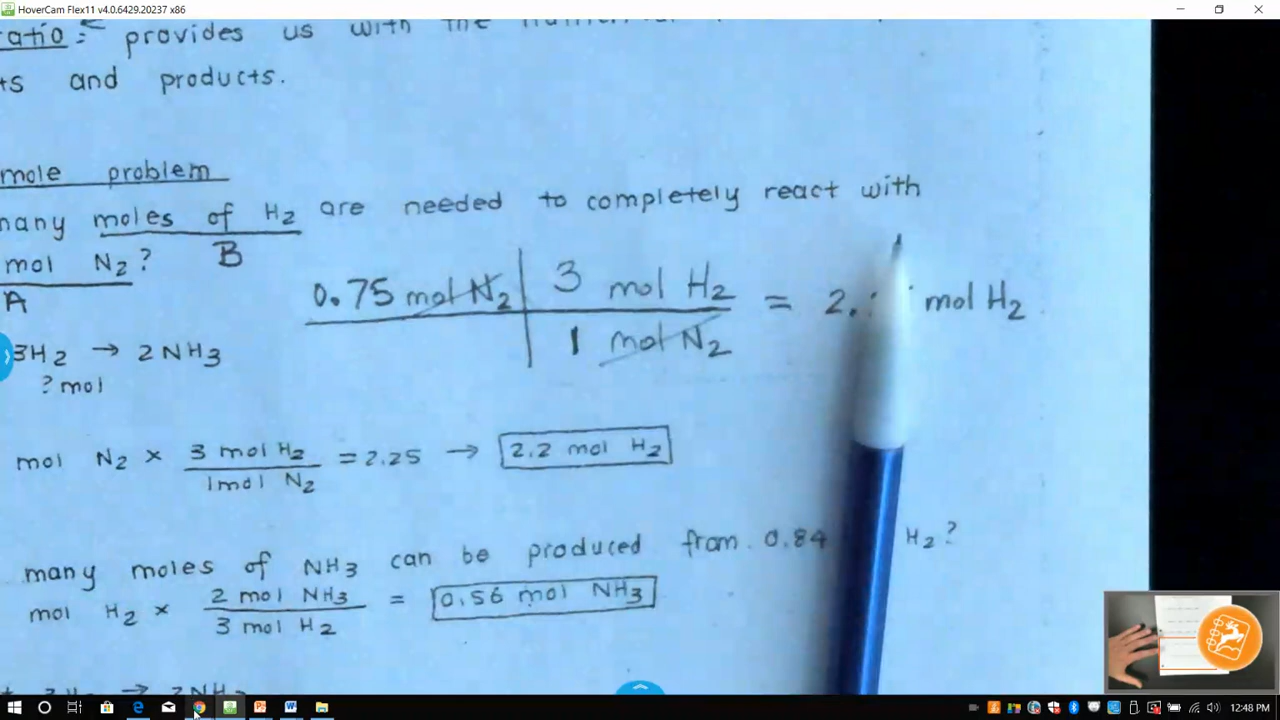 HoverCam Flex11 v4.0.6429.20237 x86
ratio: provides us with the
ts and products.
mole problem
many moles of H2 are needed to completely react with
mol N2? B
A
0.75 mol N2 | 3 mol H2 = 2. mol H2
1 mol N2
3H2 → 2 NH3
? mol
mol N2 × 3 mol H2 = 2.25 → 2.2 mol H2
1 mol N2
many moles of NH3 can be produced from 0.84 H2?
mol H2 × 2 mol NH3 = 0.56 mol NH3
3 mol H2
12:48 PM